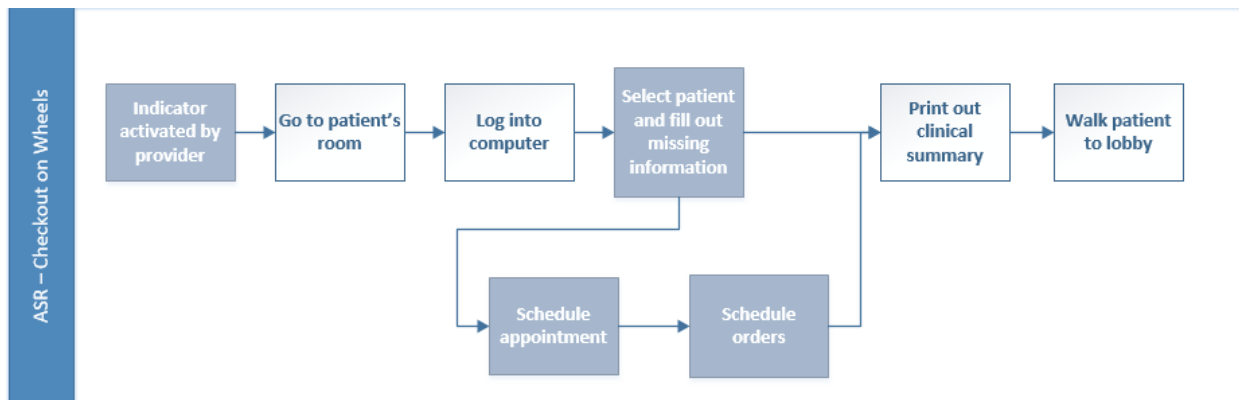 ASR – Checkout on Wheels
Indicator
activated by
provider
Go to patient's
room
Log into
computer
Select patient
and fill out
missing
information
Print out
clinical
summary
Walk patient
to lobby
Schedule
appointment
Schedule
orders